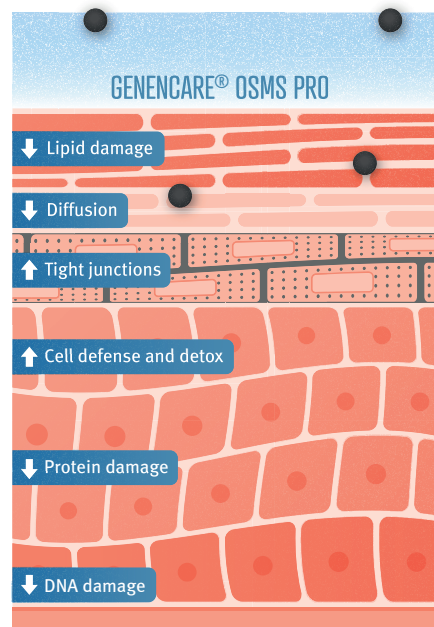 GENENCARE® OSMS PRO
Lipid damage
Diffusion
Tight junctions
Cell defense and detox
Protein damage
DNA damage